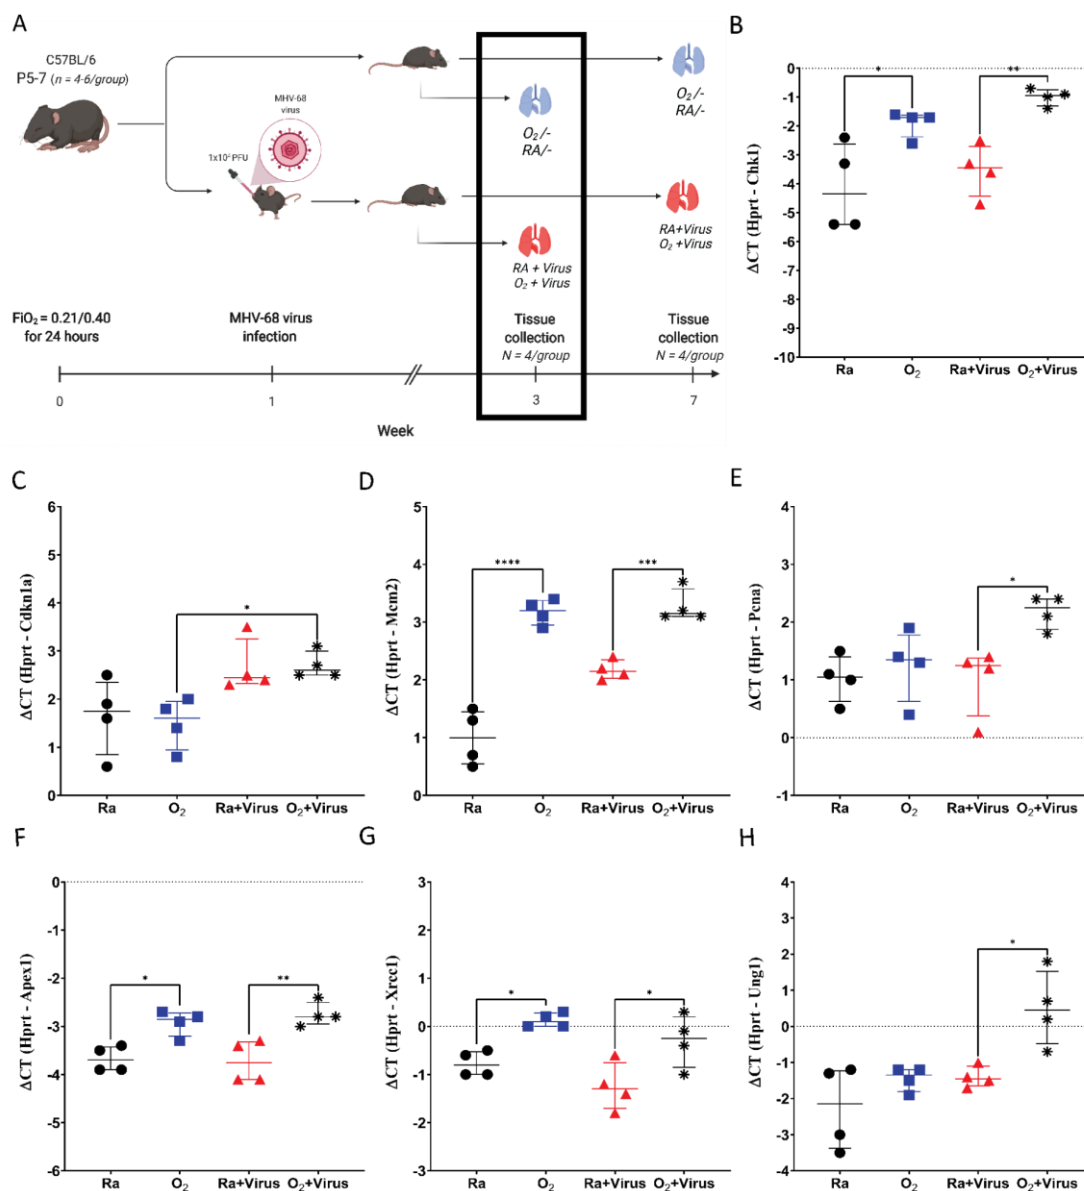 A
C57BL/6
P5-7 (n = 4-6/group)
MHV-68
virus
O₂/-
RA/-
O₂/-
RA/-
RA+Virus
O₂ +Virus
RA + Virus
O₂ + Virus
FiO₂ = 0.21/0.40
for 24 hours
MHV-68 virus
infection
Tissue
collection
N = 4/group
Tissue
collection
N = 4/group
0
1
3
7
Week
B
ΔCT (Hprt - Chk1)
0
-1
-2
-3
-4
-5
-6
-7
-8
-9
-10
*
**
Ra O₂ Ra+Virus O₂+Virus
C
ΔCT (Hprt - Cdkn1a)
6
5
4
3
2
1
0
*
Ra O₂ Ra+Virus O₂+Virus
D
ΔCT (Hprt - Mcm2)
5
4
3
2
1
0
****
***
Ra O₂ Ra+Virus O₂+Virus
E
ΔCT (Hprt - Pcna)
4
3
2
1
0
-1
*
Ra O₂ Ra+Virus O₂+Virus
F
ΔCT (Hprt - Apex1)
0
-1
-2
-3
-4
-5
-6
*
**
Ra O₂ Ra+Virus O₂+Virus
G
ΔCT (Hprt - Xrcc1)
3
2
1
0
-1
-2
-3
*
*
Ra O₂ Ra+Virus O₂+Virus
H
ΔCT (Hprt - Ung1)
4
3
2
1
0
-1
-2
-3
-4
*
Ra O₂ Ra+Virus O₂+Virus